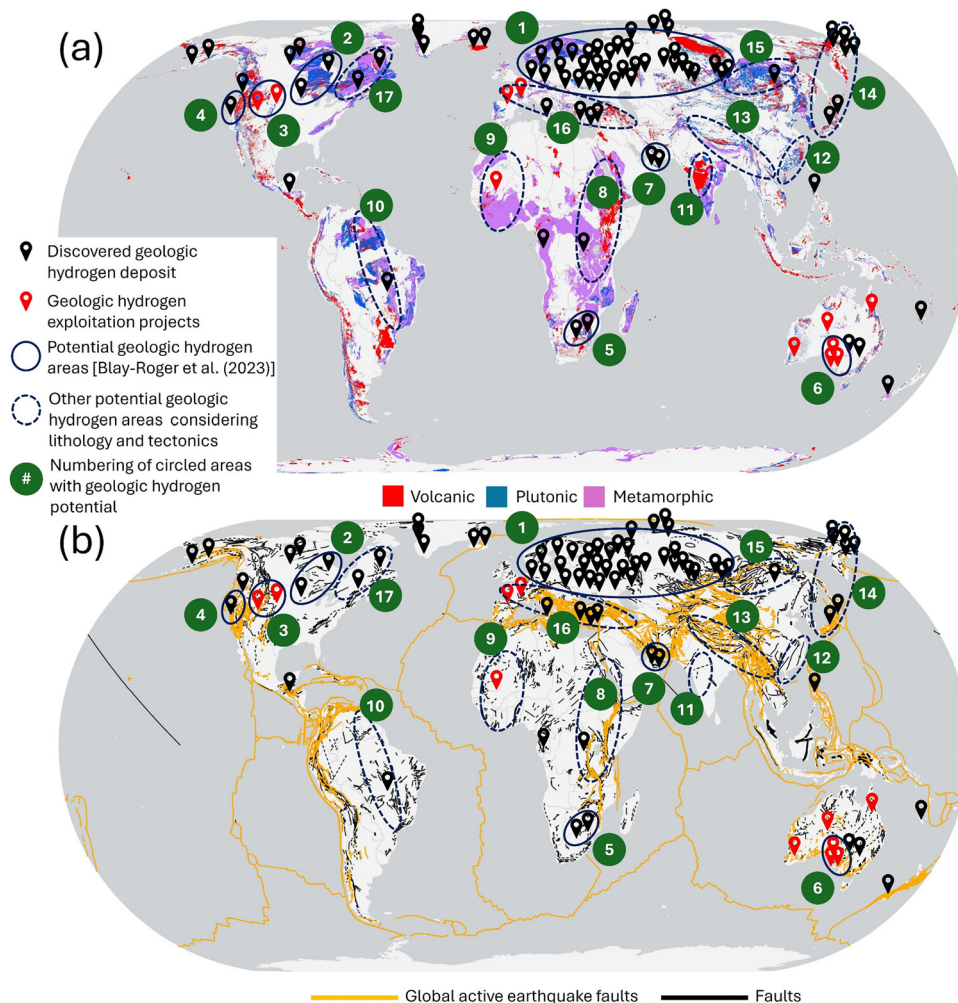 (a)
1
2
15
17
4
3
14
16
13
9
12
8
7
11
10
Discovered geologic
hydrogen deposit
Geologic hydrogen
exploitation projects
Potential geologic hydrogen
areas [Blay-Roger et al. (2023)]
5
6
Other potential geologic
hydrogen areas considering
lithology and tectonics
#
Numbering of circled areas
with geologic hydrogen
potential
Volcanic
Plutonic
Metamorphic
(b)
1
2
15
17
4
3
14
16
13
9
12
8
7
11
10
5
6
Global active earthquake faults
Faults